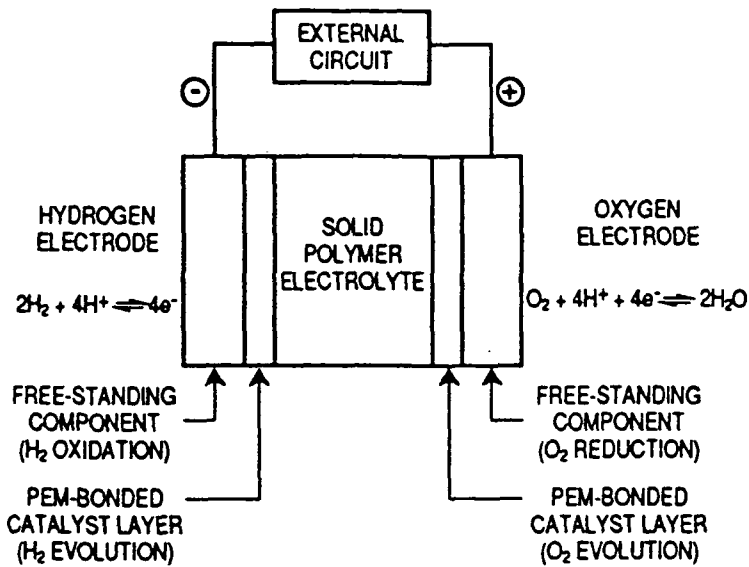 EXTERNAL
CIRCUIT
-
+
HYDROGEN
ELECTRODE
2H₂ + 4H⁺ ⇌ 4e⁻
SOLID
POLYMER
ELECTROLYTE
OXYGEN
ELECTRODE
O₂ + 4H⁺ + 4e⁻ ⇌ 2H₂O
FREE-STANDING
COMPONENT
(H₂ OXIDATION)
PEM-BONDED
CATALYST LAYER
(H₂ EVOLUTION)
FREE-STANDING
COMPONENT
(O₂ REDUCTION)
PEM-BONDED
CATALYST LAYER
(O₂ EVOLUTION)